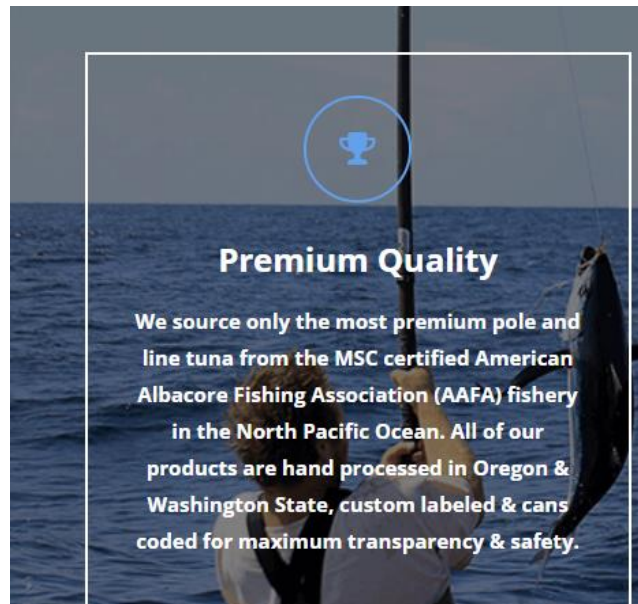 Premium Quality
We source only the most premium pole and
line tuna from the MSC certified American
Albacore Fishing Association (AAFA) fishery
in the North Pacific Ocean. All of our
products are hand processed in Oregon &
Washington State, custom labeled & cans
coded for maximum transparency & safety.